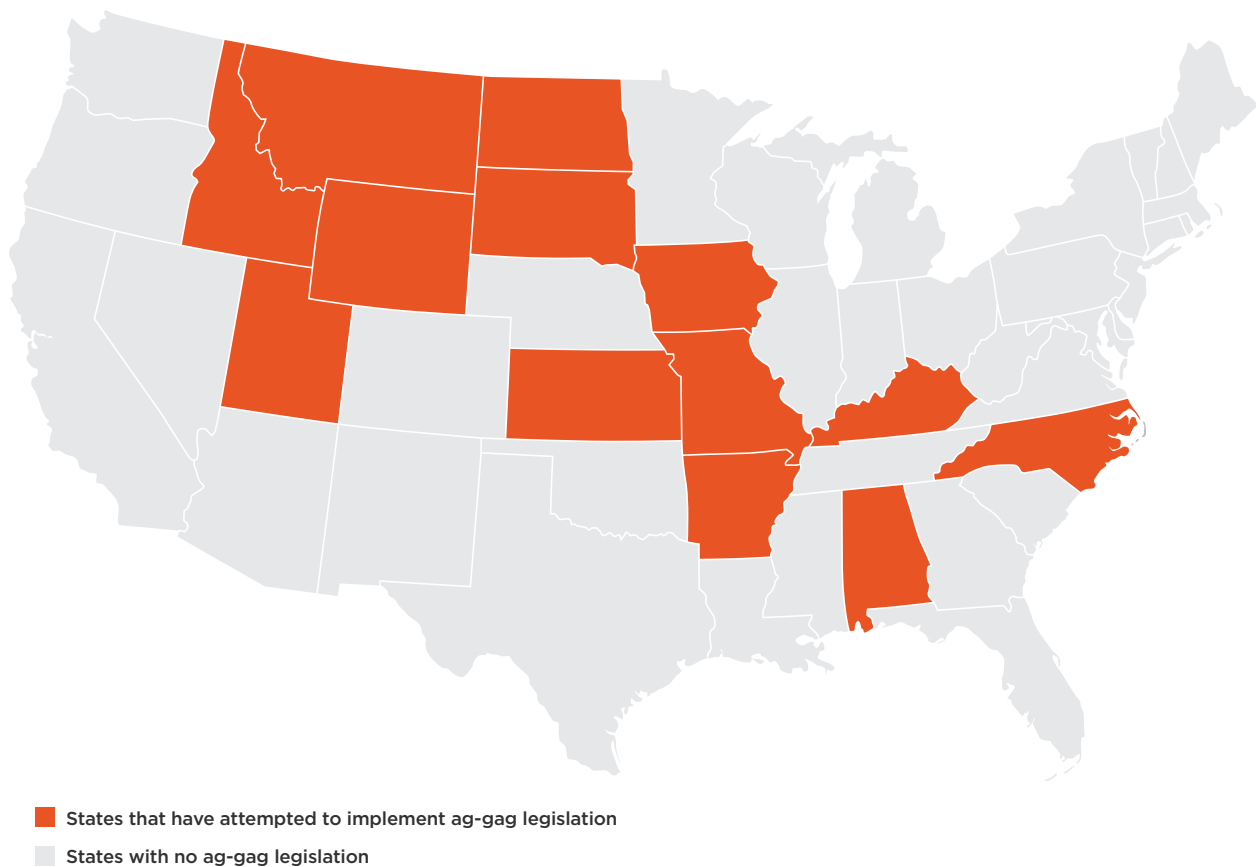 States that have attempted to implement ag-gag legislation
States with no ag-gag legislation